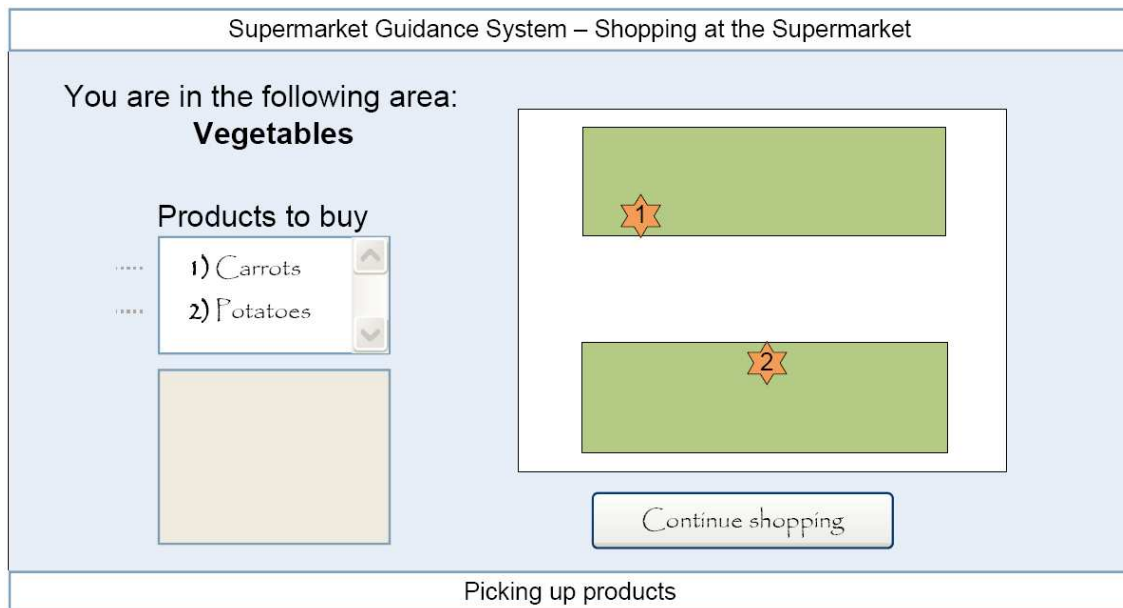 Supermarket Guidance System – Shopping at the Supermarket
You are in the following area:
Vegetables
Products to buy
1) Carrots
2) Potatoes
1
2
Continue shopping
Picking up products